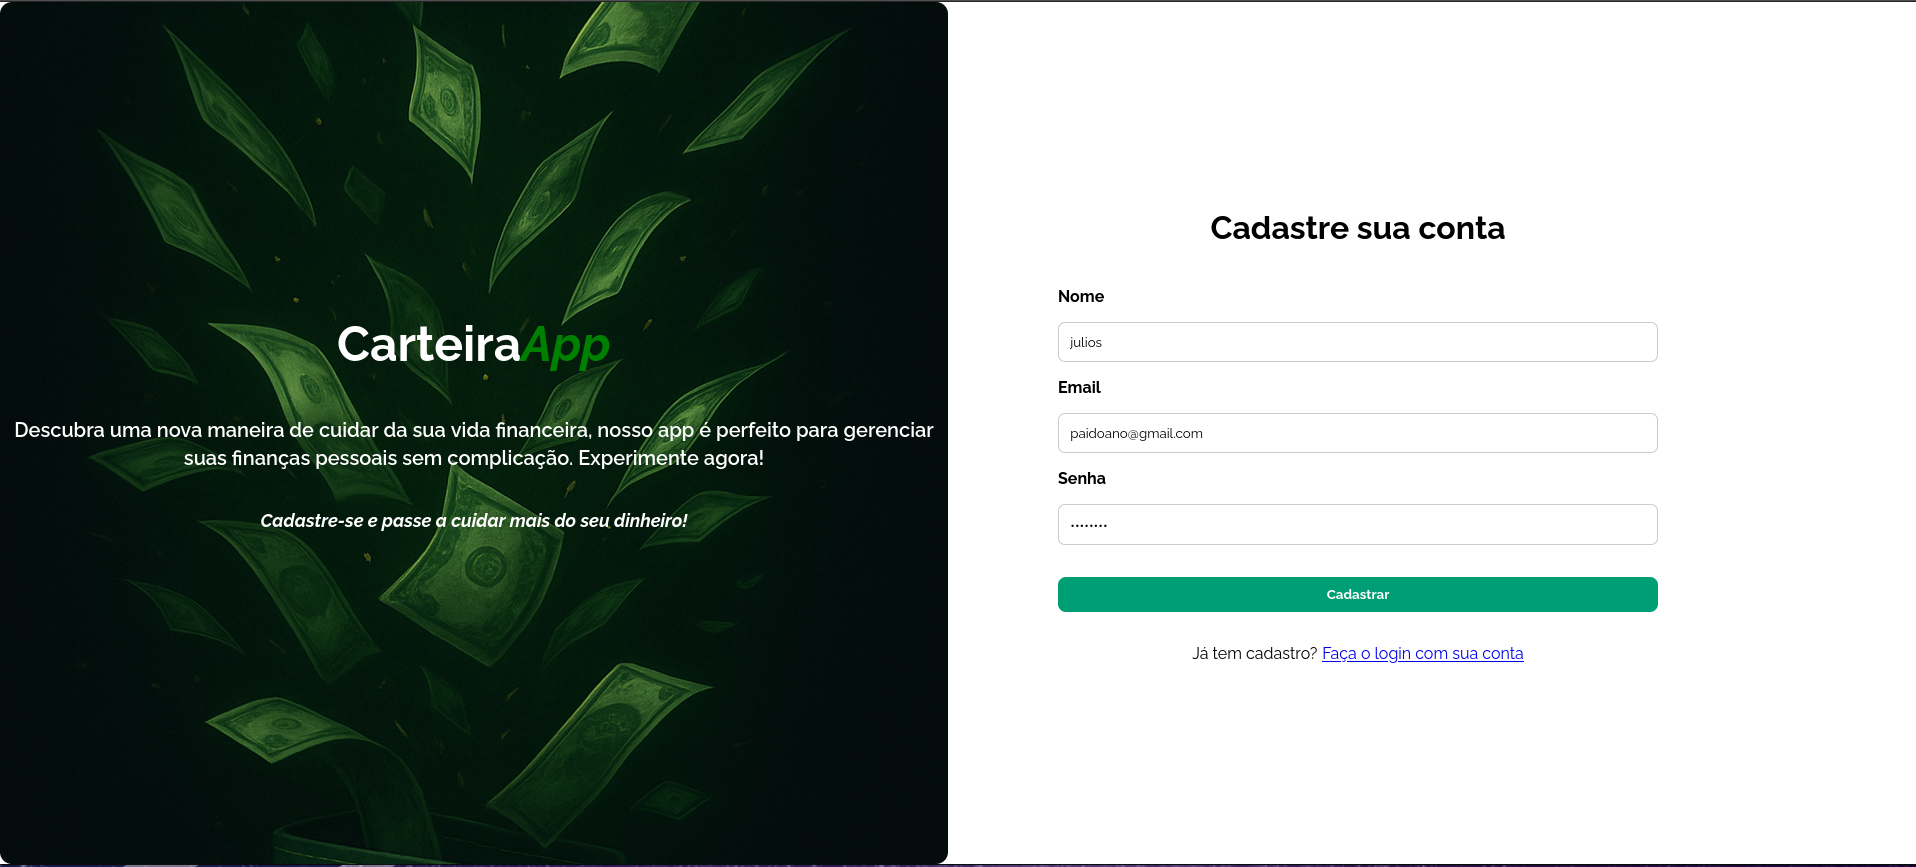 CarteiraApp
Descubra uma nova maneira de cuidar da sua vida financeira, nosso app é perfeito para gerenciar
suas finanças pessoais sem complicação. Experimente agora!
Cadastre-se e passe a cuidar mais do seu dinheiro!
Cadastre sua conta
Nome
julios
Email
paidoano@gmail.com
Senha
••••••••
Cadastrar
Já tem cadastro? Faça o login com sua conta